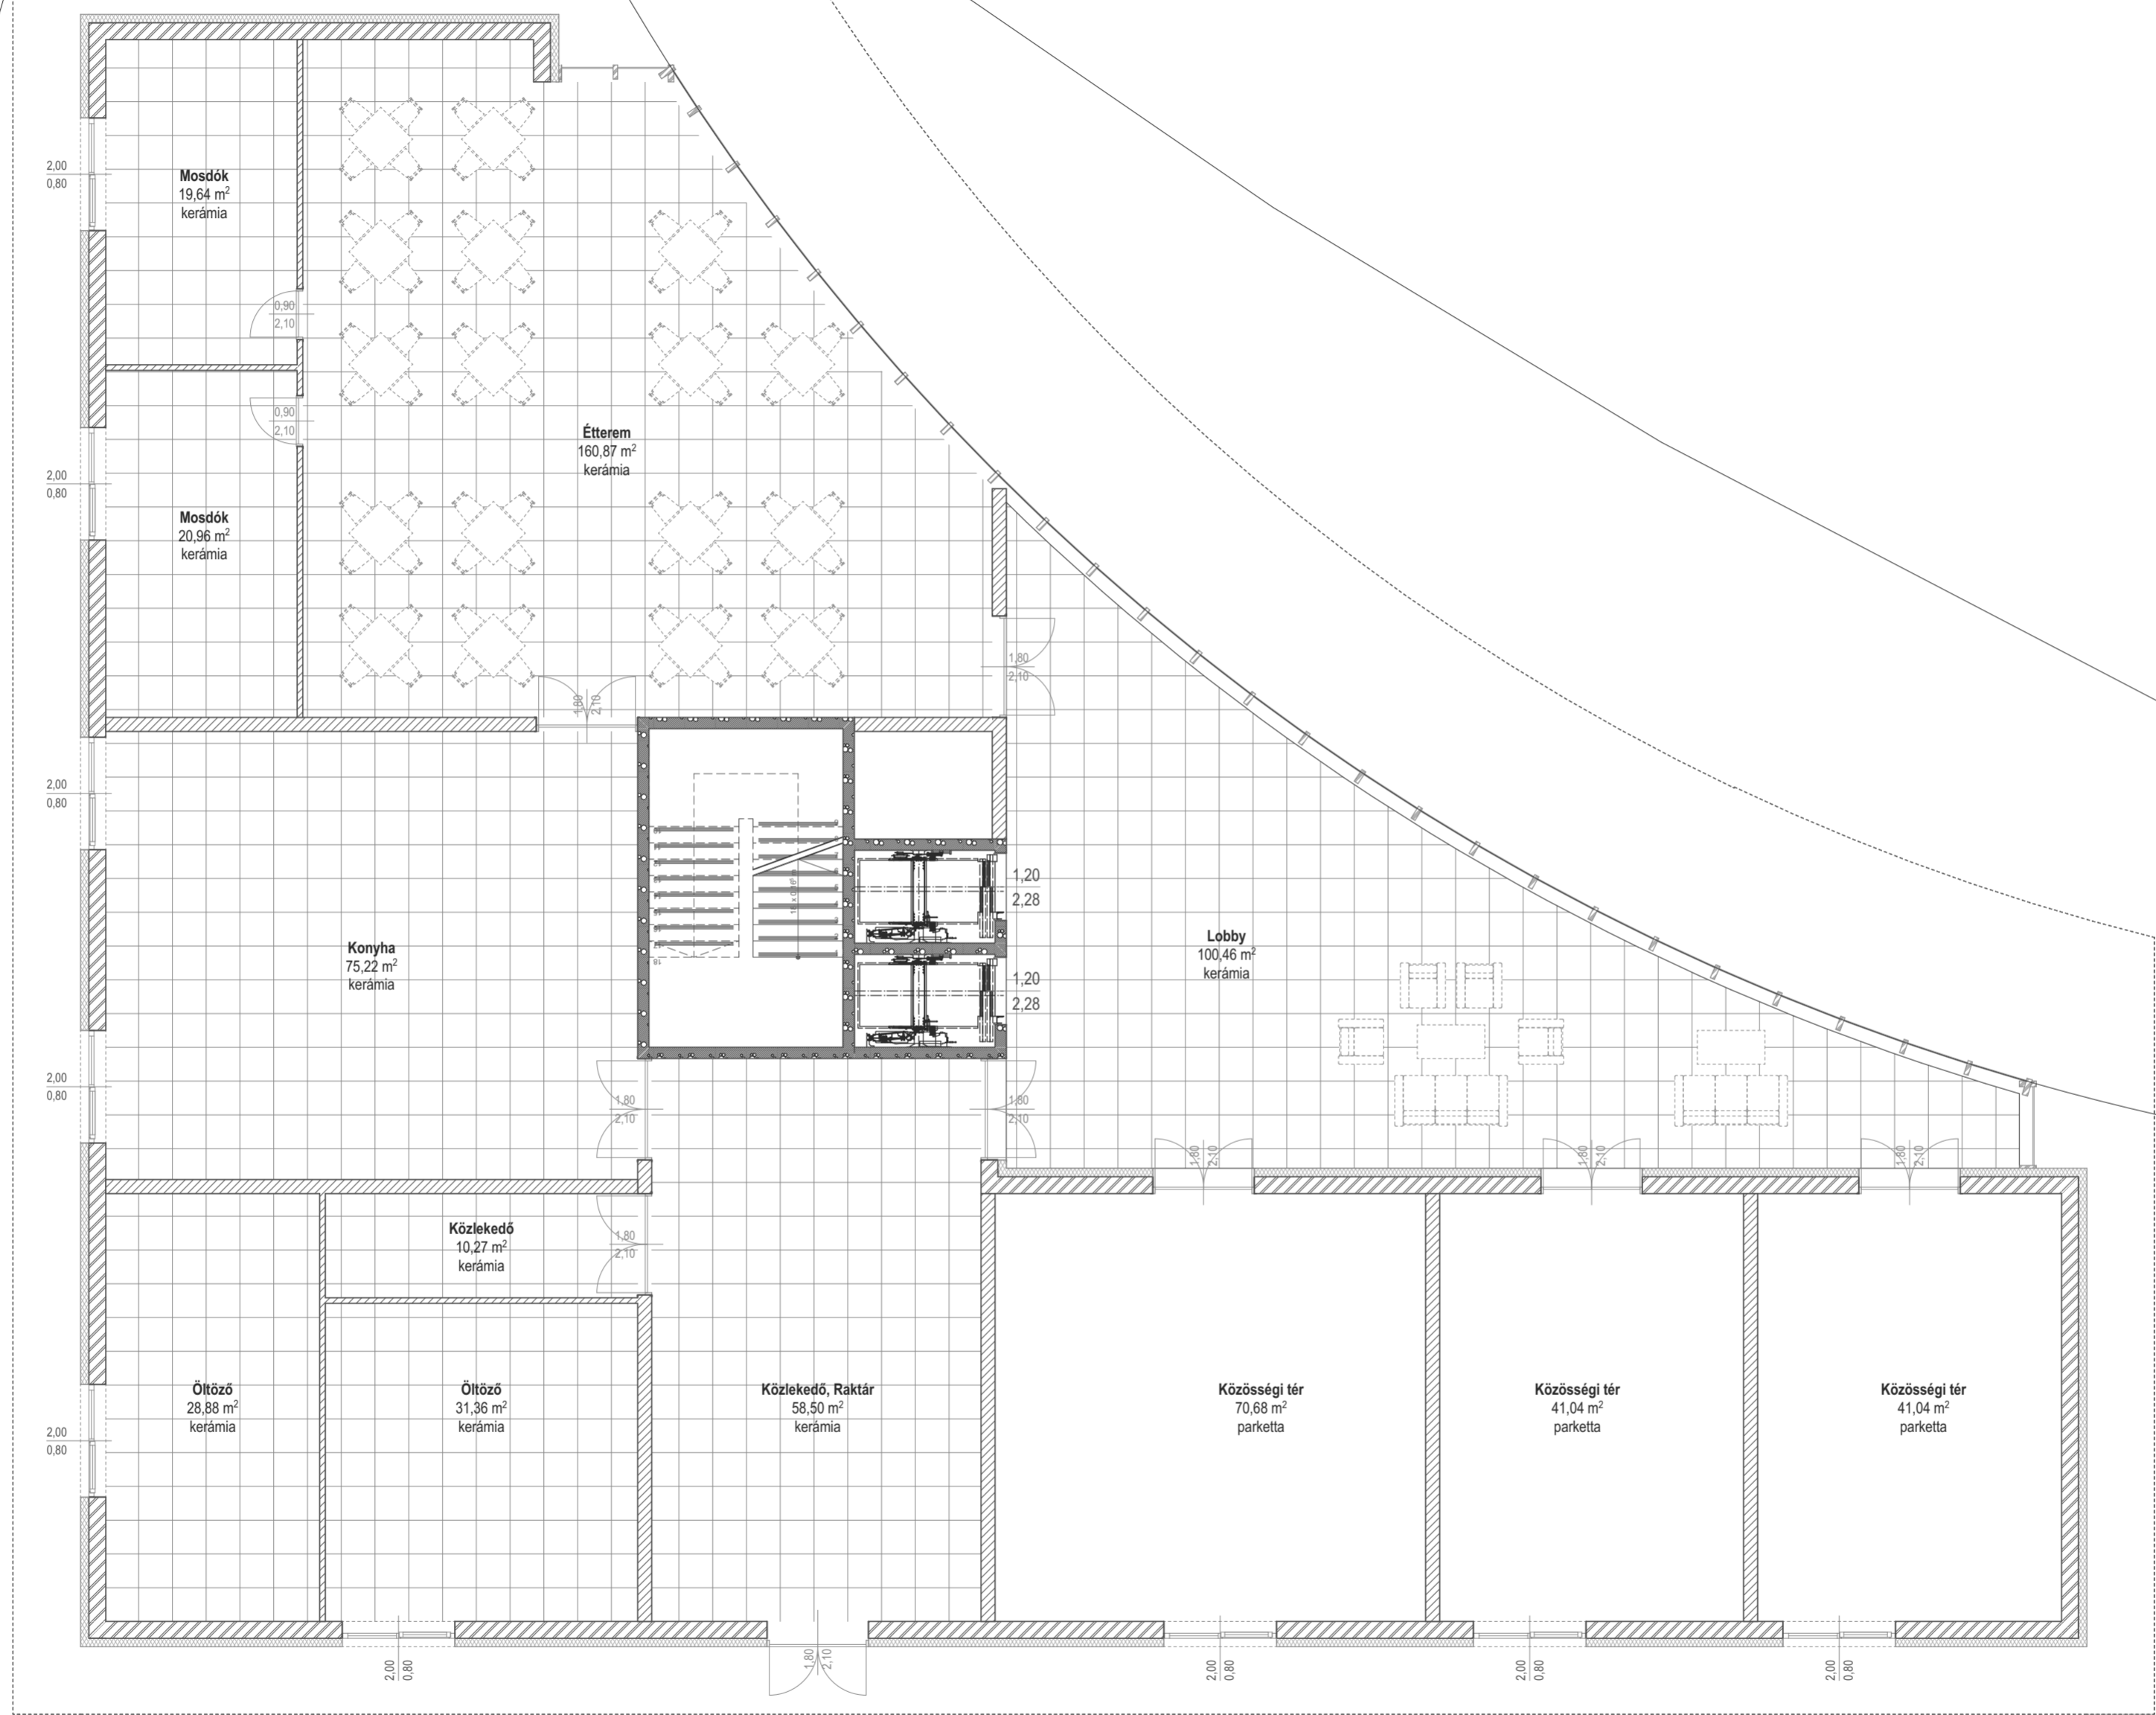 2,00
0,80
Mosdók
19,64 m²
kerámia
0,90
2,10
0,90
2,10
Étterem
160,87 m²
kerámia
2,00
0,80
Mosdók
20,96 m²
kerámia
1,80
2,10
1,80
2,10
2,00
0,80
1,20
2,28
Konyha
75,22 m²
kerámia
Lobby
100,46 m²
kerámia
1,20
2,28
2,00
0,80
1,80
2,10
1,80
2,10
1,80
2,10
1,80
2,10
1,80
2,10
Közlekedő
10,27 m²
kerámia
1,80
2,10
Öltöző
28,88 m²
kerámia
Öltöző
31,36 m²
kerámia
Közlekedő, Raktár
58,50 m²
kerámia
Közösségi tér
70,68 m²
parketta
Közösségi tér
41,04 m²
parketta
Közösségi tér
41,04 m²
parketta
2,00
0,80
2,00
0,80
1,80
2,10
2,00
0,80
2,00
0,80
2,00
0,80